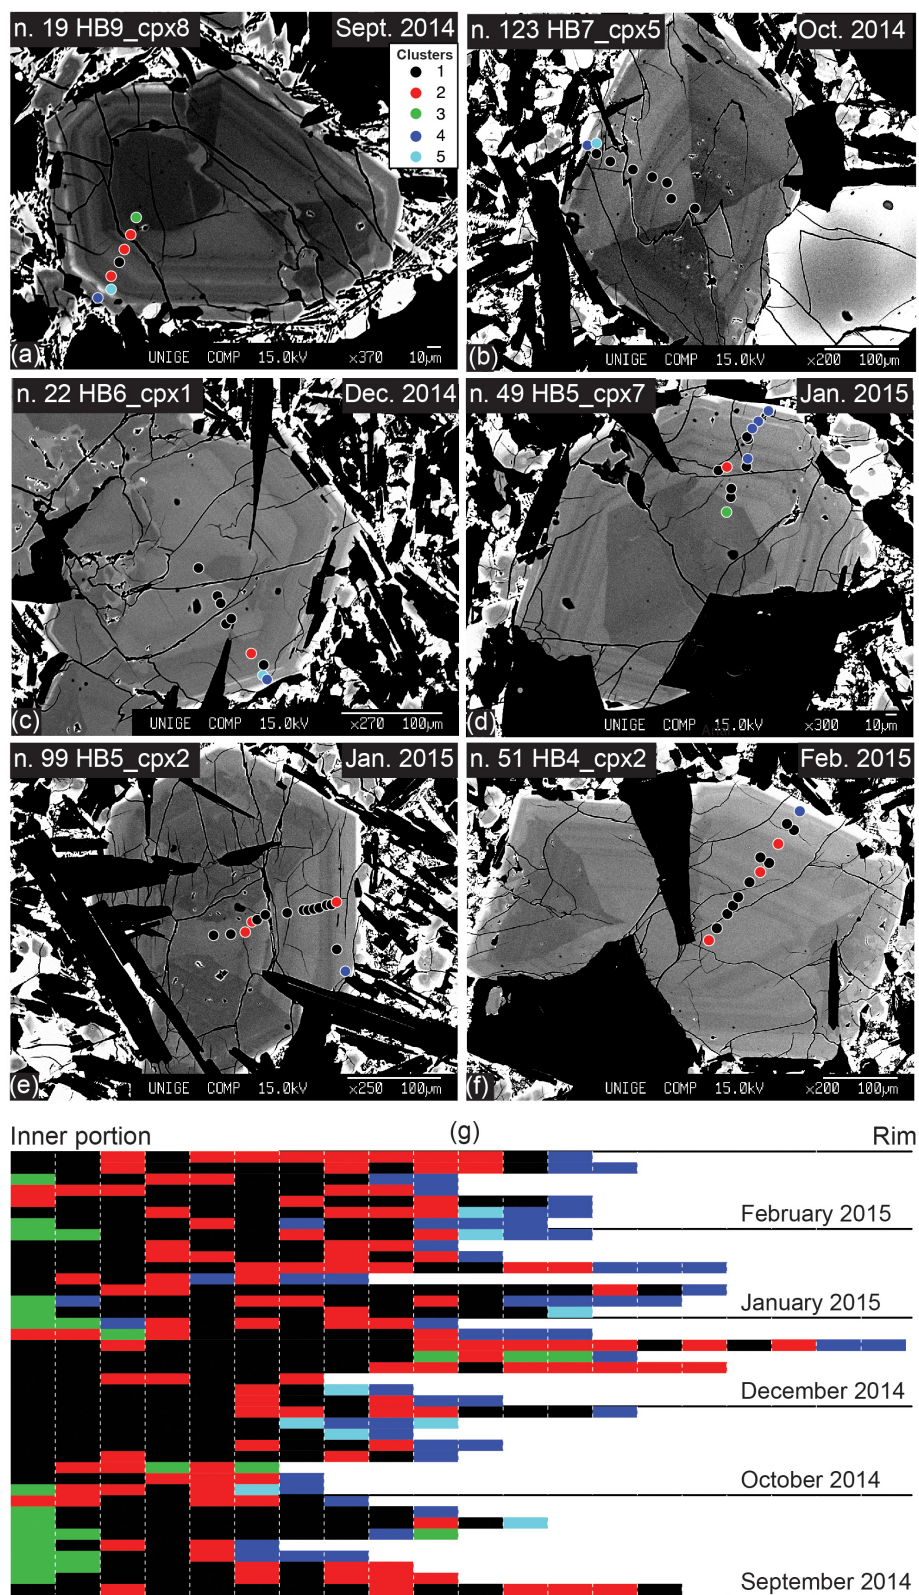 n. 19 HB9_cpx8
Sept. 2014
Clusters
1
2
3
4
5
(a)
UNIGE COMP 15.0kV ×370 10µm
n. 123 HB7_cpx5
Oct. 2014
(b)
UNIGE COMP 15.0kV ×200 100µm
n. 22 HB6_cpx1
Dec. 2014
(c)
UNIGE COMP 15.0kV ×270 100µm
n. 49 HB5_cpx7
Jan. 2015
(d)
UNIGE COMP 15.0kV ×300 10µm
n. 99 HB5_cpx2
Jan. 2015
(e)
UNIGE COMP 15.0kV ×250 100µm
n. 51 HB4_cpx2
Feb. 2015
(f)
UNIGE COMP 15.0kV ×200 100µm
Inner portion
(g)
Rim
February 2015
January 2015
December 2014
October 2014
September 2014